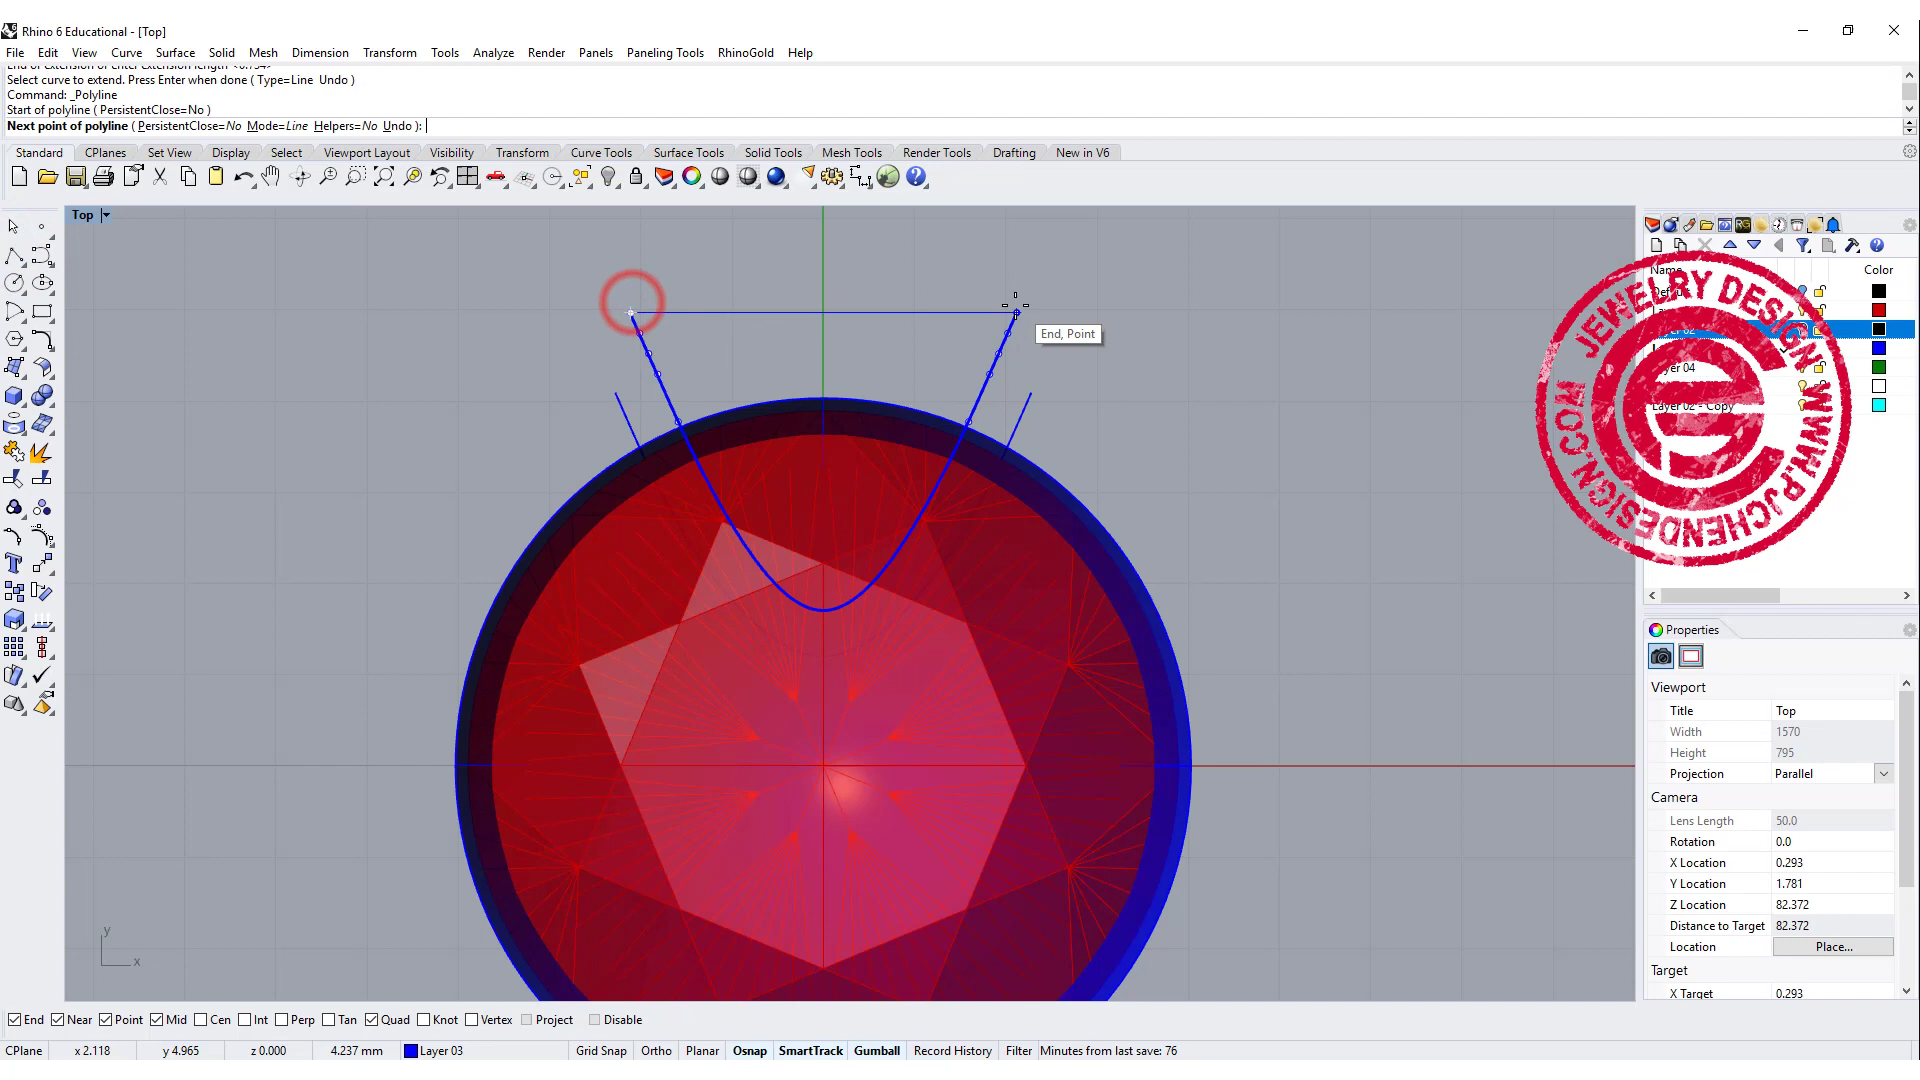 Rhino 6 Educational - [Top]
File Edit View Curve Surface Solid Mesh Dimension Transform Tools Analyze Render Panels Paneling Tools RhinoGold Help
Select curve to extend. Press Enter when done ( Type=Line Undo )
Command: _Polyline
Start of polyline ( PersistentClose=No )
Next point of polyline ( PersistentClose=No Mode=Line Helpers=No Undo ):
Standard CPlanes Set View Display Select Viewport Layout Visibility Transform Curve Tools Surface Tools Solid Tools Mesh Tools Render Tools Drafting New in V6
Top
RG
Name Color
JEWELRY DESIGN WWW.PJCHENDESIGN.COM
04
Layer 02 - Copy
End, Point
y
x
Properties
Viewport
Title Top
Width 1570
Height 795
Projection Parallel
Camera
Lens Length 50.0
Rotation 0.0
X Location 0.293
Y Location 1.781
Z Location 82.372
Distance to Target 82.372
Location Place...
Target
X Target 0.293
End Near Point Mid Cen Int Perp Tan Quad Knot Vertex Project Disable
CPlane x 2.118 y 4.965 z 0.000 4.237 mm Layer 03 Grid Snap Ortho Planar Osnap SmartTrack Gumball Record History Filter Minutes from last save: 76